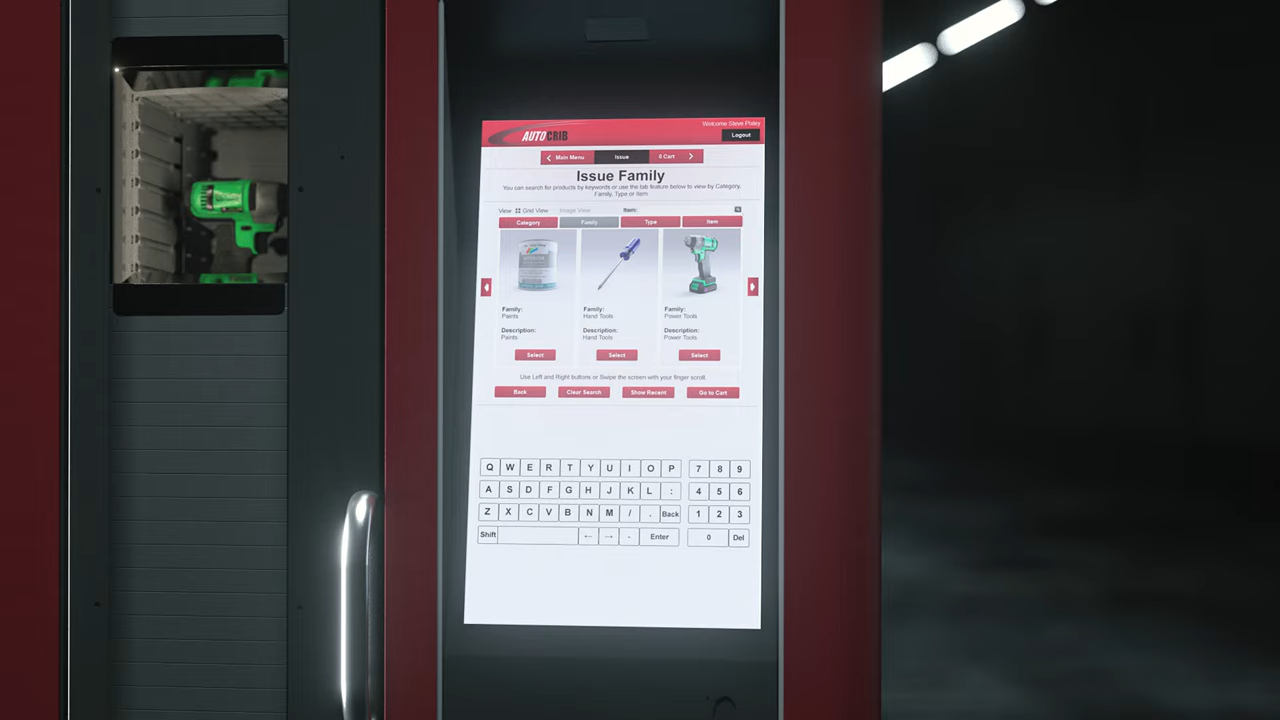 Welcome Steve Pixley
AUTOCRIB
Logout
Main Menu
Issue
0 Cart
Issue Family
You can search for products by keywords or use the tab feature below to view by Category,
Family, Type or Item
View Grid View Image View Item:
Category Family Type Item
Family: Family: Family:
Paints Hand Tools Power Tools
Description: Description: Description:
Paints Hand Tools Power Tools
Select Select Select
Use Left and Right buttons or Swipe the screen with your finger scroll.
Back Clear Search Show Recent Go to Cart
Q W E R T Y U I O P 7 8 9
A S D F G H J K L : 4 5 6
Z X C V B N M / . Back 1 2 3
Shift ← → - Enter 0 Del